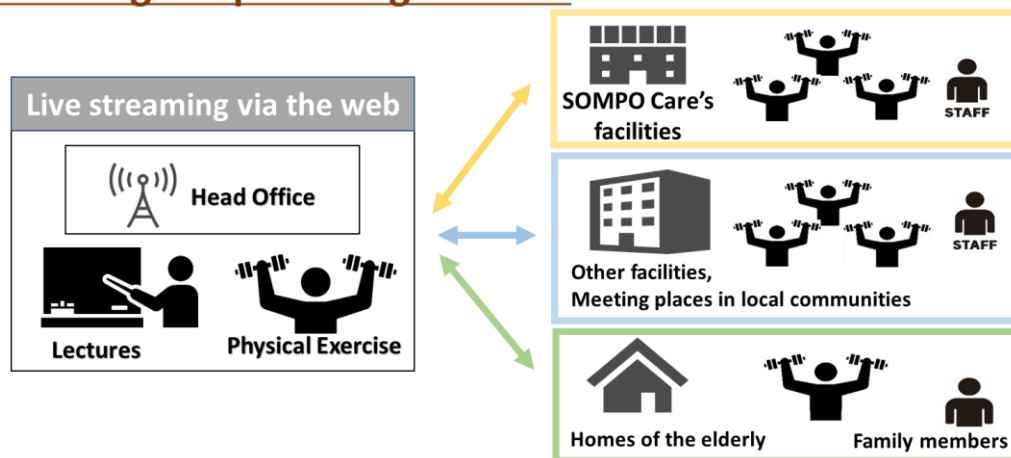 Live streaming via the web
Head Office
Lectures
Physical Exercise
SOMPO Care's
facilities
STAFF
Other facilities,
Meeting places in local communities
STAFF
Homes of the elderly
Family members